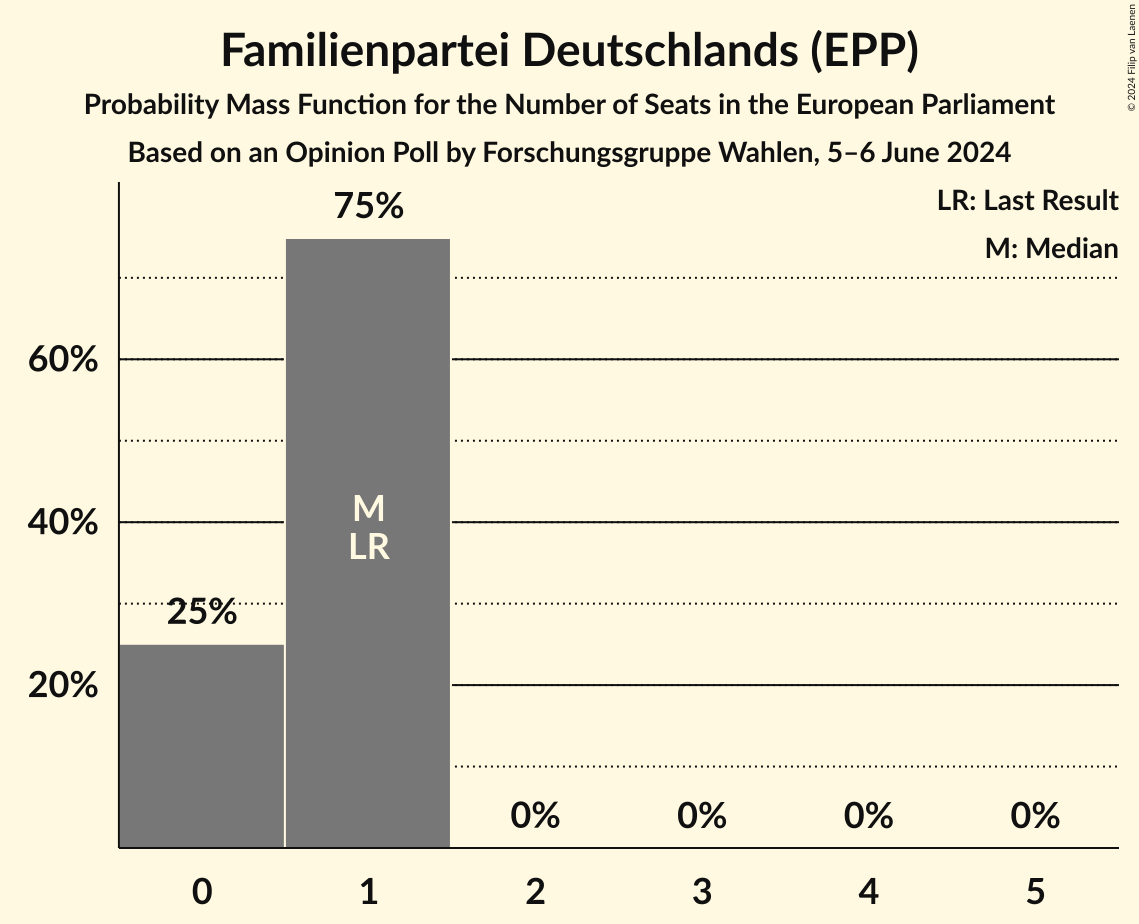 Familienpartei Deutschlands (EPP)
Probability Mass Function for the Number of Seats in the European Parliament
Based on an Opinion Poll by Forschungsgruppe Wahlen, 5–6 June 2024
© 2024 Filip van Laenen
LR: Last Result
M: Median
75%
60%
M
40%
LR
25%
20%
0% 0% 0% 0%
0 1 2 3 4 5